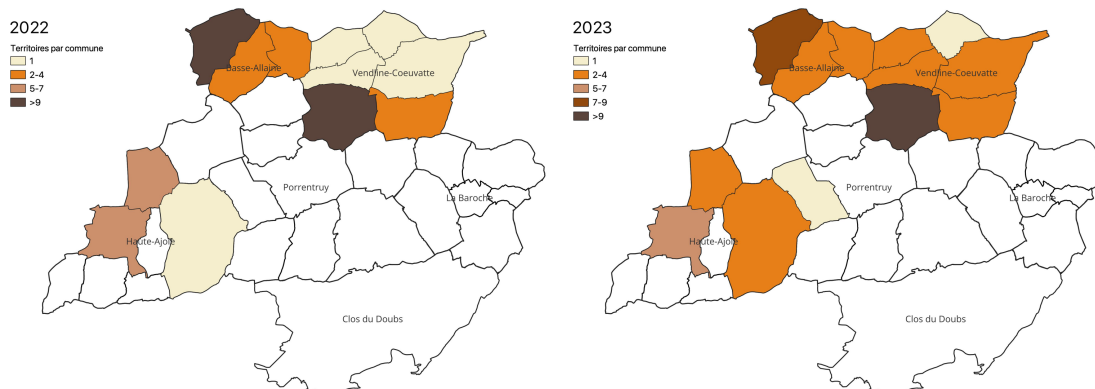 2022
Territoires par commune
1
2-4
5-7
>9
Basse-Allaine
Vendline-Coeuvatte
Porrentruy
La Baroche
Haute-Ajoie
Clos du Doubs
2023
Territoires par commune
1
2-4
5-7
7-9
>9
Basse-Allaine
Vendline-Coeuvatte
Porrentruy
La Baroche
Haute-Ajoie
Clos du Doubs